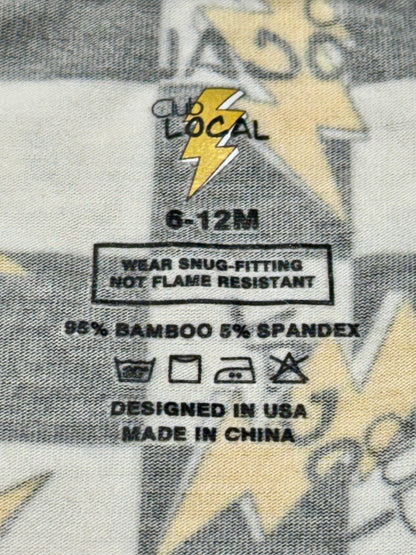 Club
LOCAL
6-12M
WEAR SNUG-FITTING
NOT FLAME RESISTANT
95% BAMBOO 5% SPANDEX
DESIGNED IN USA
MADE IN CHINA